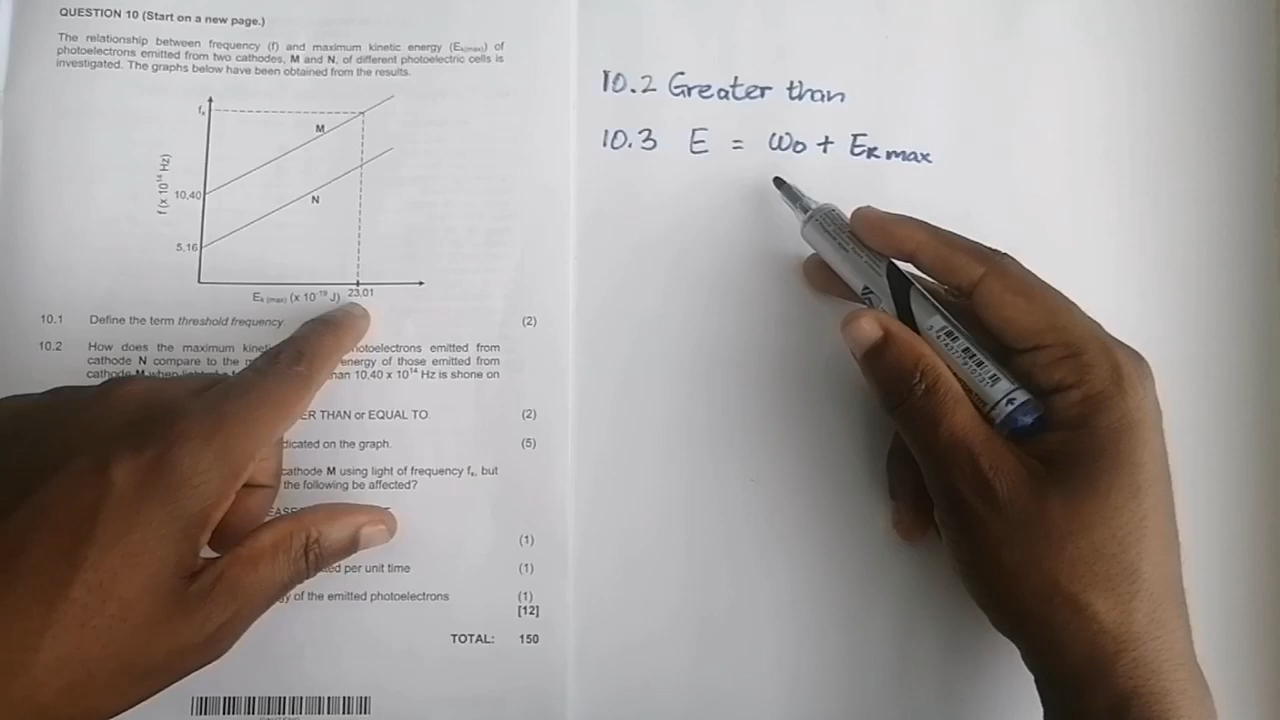 QUESTION 10 (Start on a new page.)
The relationship between frequency (f) and maximum kinetic energy (Ek(max)) of
photoelectrons emitted from two cathodes, M and N, of different photoelectric cells is
investigated. The graphs below have been obtained from the results.
fx
M
f (x 10¹⁴ Hz)
10,40
N
5,16
Ek (max) (x 10⁻¹⁹ J) 23,01
10.1 Define the term threshold frequency. (2)
10.2 How does the maximum photoelectrons emitted from
cathode N compare to the energy of those emitted from
cathode M when than 10,40 x 10¹⁴ Hz is shone on
THAN or EQUAL TO. (2)
on the graph. (5)
cathode M using light of frequency fx, but
the following be affected?
(1)
per unit time (1)
of the emitted photoelectrons (1)
[12]
TOTAL: 150
10.2 Greater than
10.3 E = W₀ + Ek max